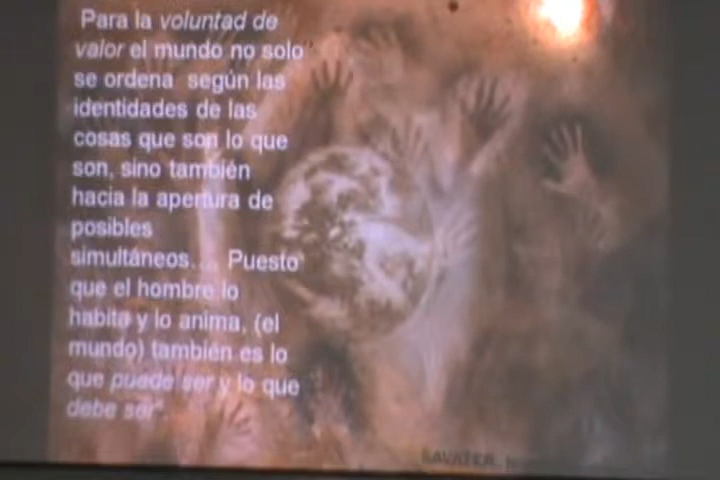 Para la voluntad de
valor el mundo no solo
se ordena según las
identidades de las
cosas que son lo que
son, sino también
hacia la apertura de
posibles
simultáneos... Puesto
que el hombre lo
habita y lo anima, (el
mundo) también es lo
que puede ser y lo que
debe ser"
SAVATER,